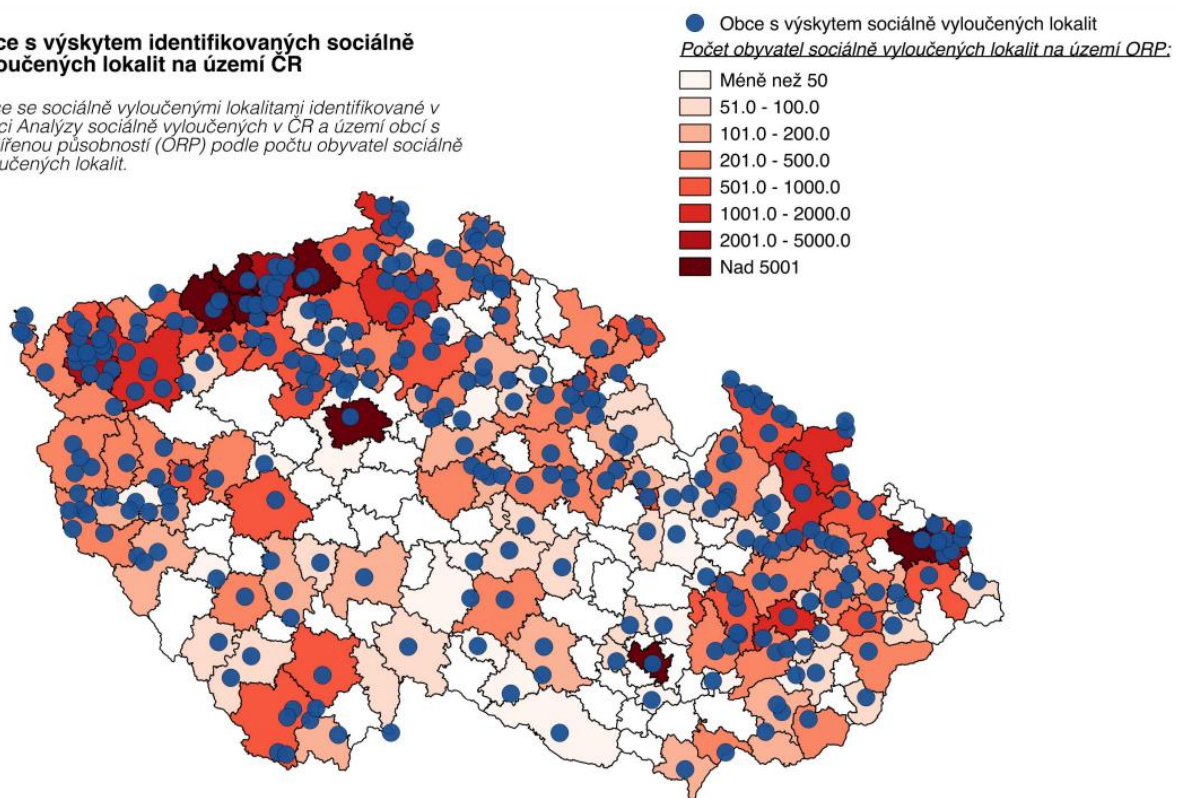 ce s výskytem identifikovaných sociálně
oučených lokalit na území ČR
ce se sociálně vyloučenými lokalitami identifikované v
ci Analýzy sociálně vyloučených v ČR a území obcí s
ířenou působností (ORP) podle počtu obyvatel sociálně
učených lokalit.
Obce s výskytem sociálně vyloučených lokalit
Počet obyvatel sociálně vyloučených lokalit na území ORP:
Méně než 50
51.0 - 100.0
101.0 - 200.0
201.0 - 500.0
501.0 - 1000.0
1001.0 - 2000.0
2001.0 - 5000.0
Nad 5001